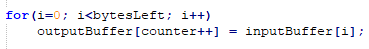 for(i=0; i<bytesLeft; i++)
    outputBuffer[counter++] = inputBuffer[i];